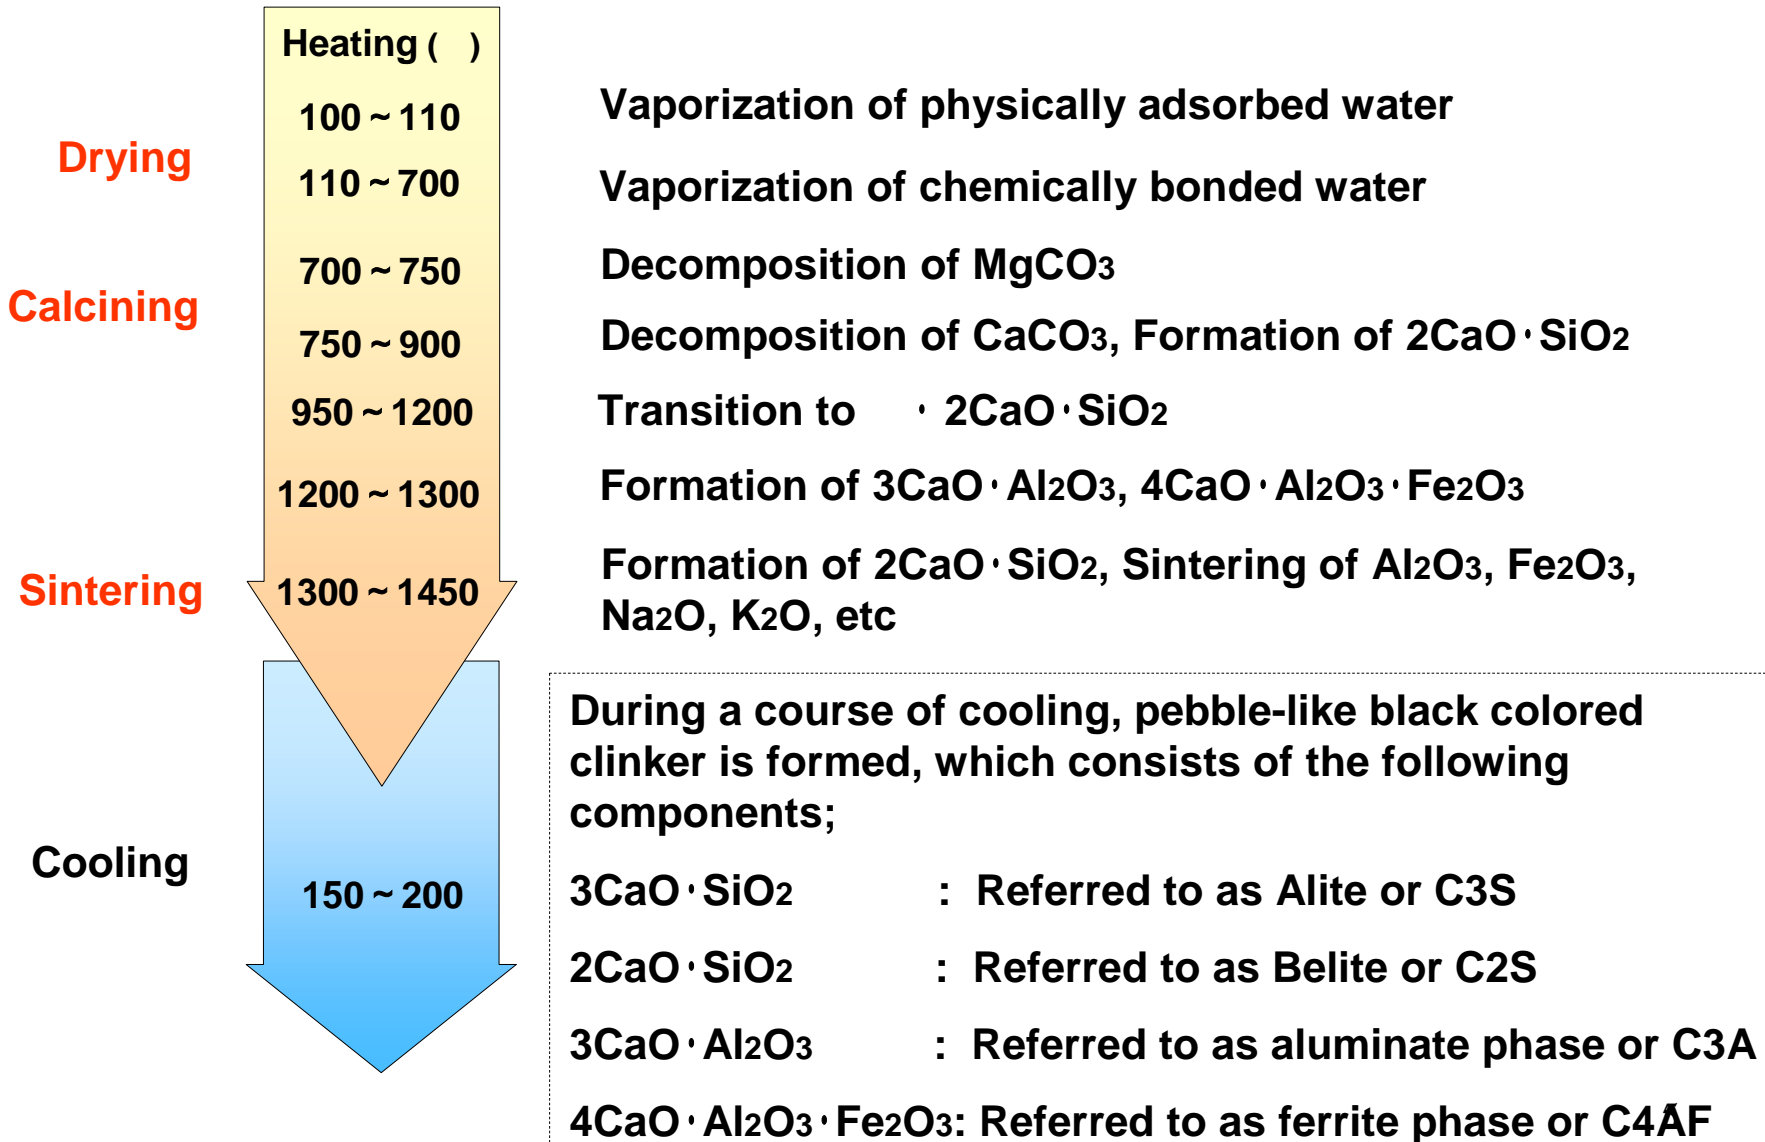 Heating (   )
100 ~ 110   Vaporization of physically adsorbed water
Drying
110 ~ 700   Vaporization of chemically bonded water
700 ~ 750   Decomposition of MgCO3
Calcining
750 ~ 900   Decomposition of CaCO3, Formation of 2CaO·SiO2
950 ~ 1200   Transition to   · 2CaO·SiO2
1200 ~ 1300   Formation of 3CaO·Al2O3, 4CaO·Al2O3·Fe2O3
Sintering
1300 ~ 1450   Formation of 2CaO·SiO2, Sintering of Al2O3, Fe2O3,
Na2O, K2O, etc
During a course of cooling, pebble-like black colored
clinker is formed, which consists of the following
components;
Cooling
150 ~ 200
3CaO·SiO2 : Referred to as Alite or C3S
2CaO·SiO2 : Referred to as Belite or C2S
3CaO·Al2O3 : Referred to as aluminate phase or C3A
4CaO·Al2O3·Fe2O3: Referred to as ferrite phase or C4AF